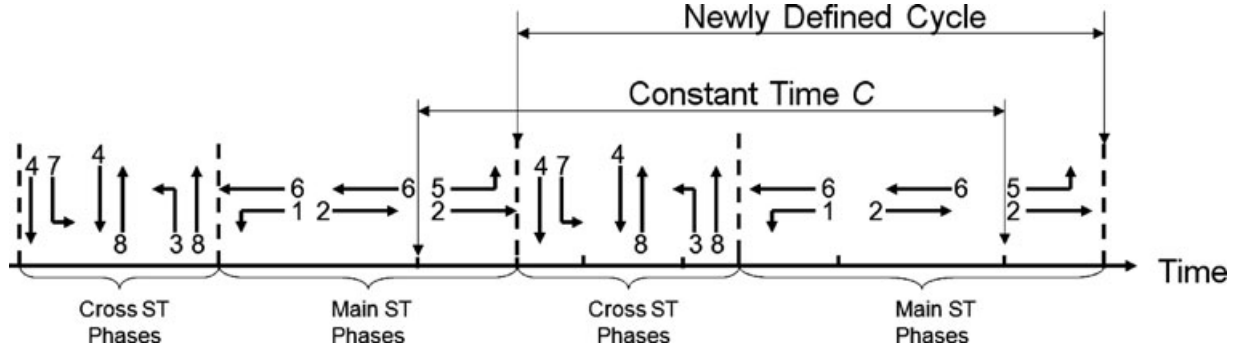 Newly Defined Cycle
Constant Time C
4 7 4 6 6 5 4 7 4 6 6 5
1 2 2 1 2 2
8 3 8 8 3 8
Time
Cross ST Phases
Main ST Phases
Cross ST Phases
Main ST Phases